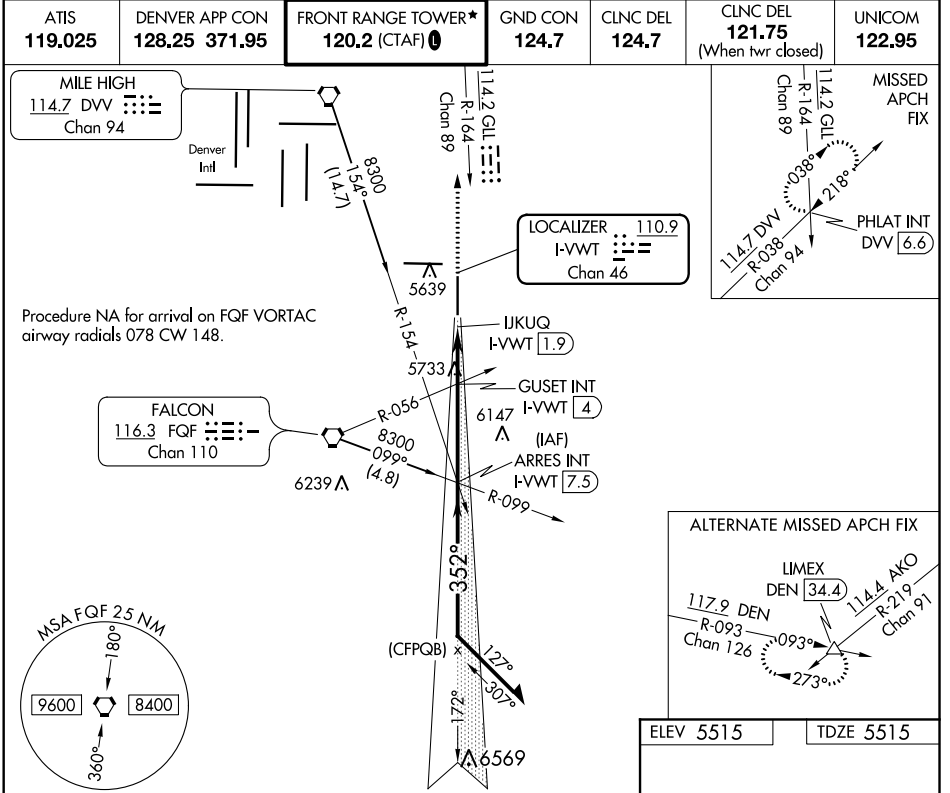 ATIS
119.025
DENVER APP CON
128.25 371.95
FRONT RANGE TOWER★
120.2 (CTAF) L
GND CON
124.7
CLNC DEL
124.7
CLNC DEL
121.75
(When twr closed)
UNICOM
122.95
MILE HIGH
114.7 DVV
Chan 94
Denver
Intl
8300
154°
(14.7)
R-154
114.2 GLL
R-164
Chan 89
LOCALIZER 110.9
I-VWT
Chan 46
5639
Procedure NA for arrival on FQF VORTAC
airway radials 078 CW 148.
IJKUQ
I-VWT 1.9
5733
GUSET INT
I-VWT 4
R-056
6147
FALCON
116.3 FQF
Chan 110
8300
099°
(4.8)
(IAF)
ARRES INT
I-VWT 7.5
R-099
6239
352°
(CFPQB)
127°
307°
172°
6569
MSA FQF 25 NM
180°
9600
8400
360°
MISSED
APCH
FIX
114.2 GLL
R-164
Chan 89
038°
218°
114.7 DVV
R-038
Chan 94
PHLAT INT
DVV 6.6
ALTERNATE MISSED APCH FIX
LIMEX
DEN 34.4
114.4 AKO
R-219
Chan 91
117.9 DEN
R-093
Chan 126
093°
273°
ELEV 5515
TDZE 5515